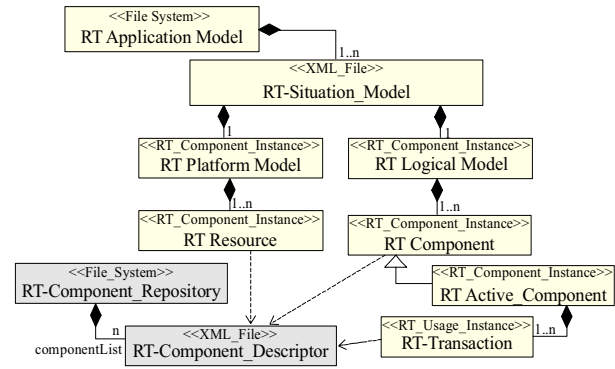 <<File System>>
RT Application Model
1..n
<<XML_File>>
RT-Situation_Model
1
1
<<RT_Component_Instance>>
RT Platform Model
<<RT_Component_Instance>>
RT Logical Model
1..n
1..n
<<RT_Component_Instance>>
RT Resource
<<RT_Component_Instance>>
RT Component
<<File_System>>
RT-Component_Repository
<<RT_Component_Instance>>
RT Active_Component
n
componentList
<<XML_File>>
RT-Component_Descriptor
<<RT_Usage_Instance>>
RT-Transaction
1..n